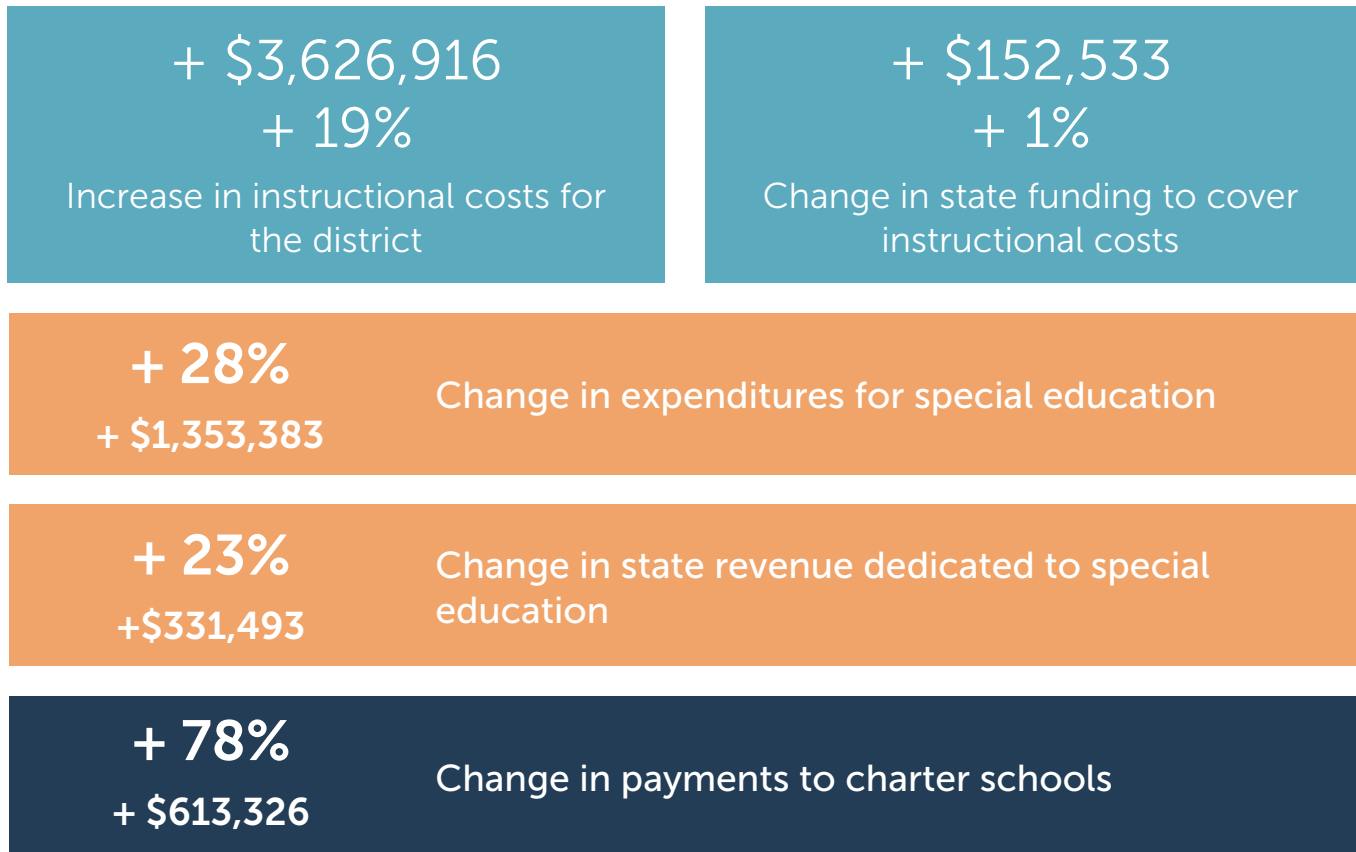 + $3,626,916
+ 19%
Increase in instructional costs for
the district
+ $152,533
+ 1%
Change in state funding to cover
instructional costs
+ 28%
+ $1,353,383
Change in expenditures for special education
+ 23%
+$331,493
Change in state revenue dedicated to special
education
+ 78%
+ $613,326
Change in payments to charter schools